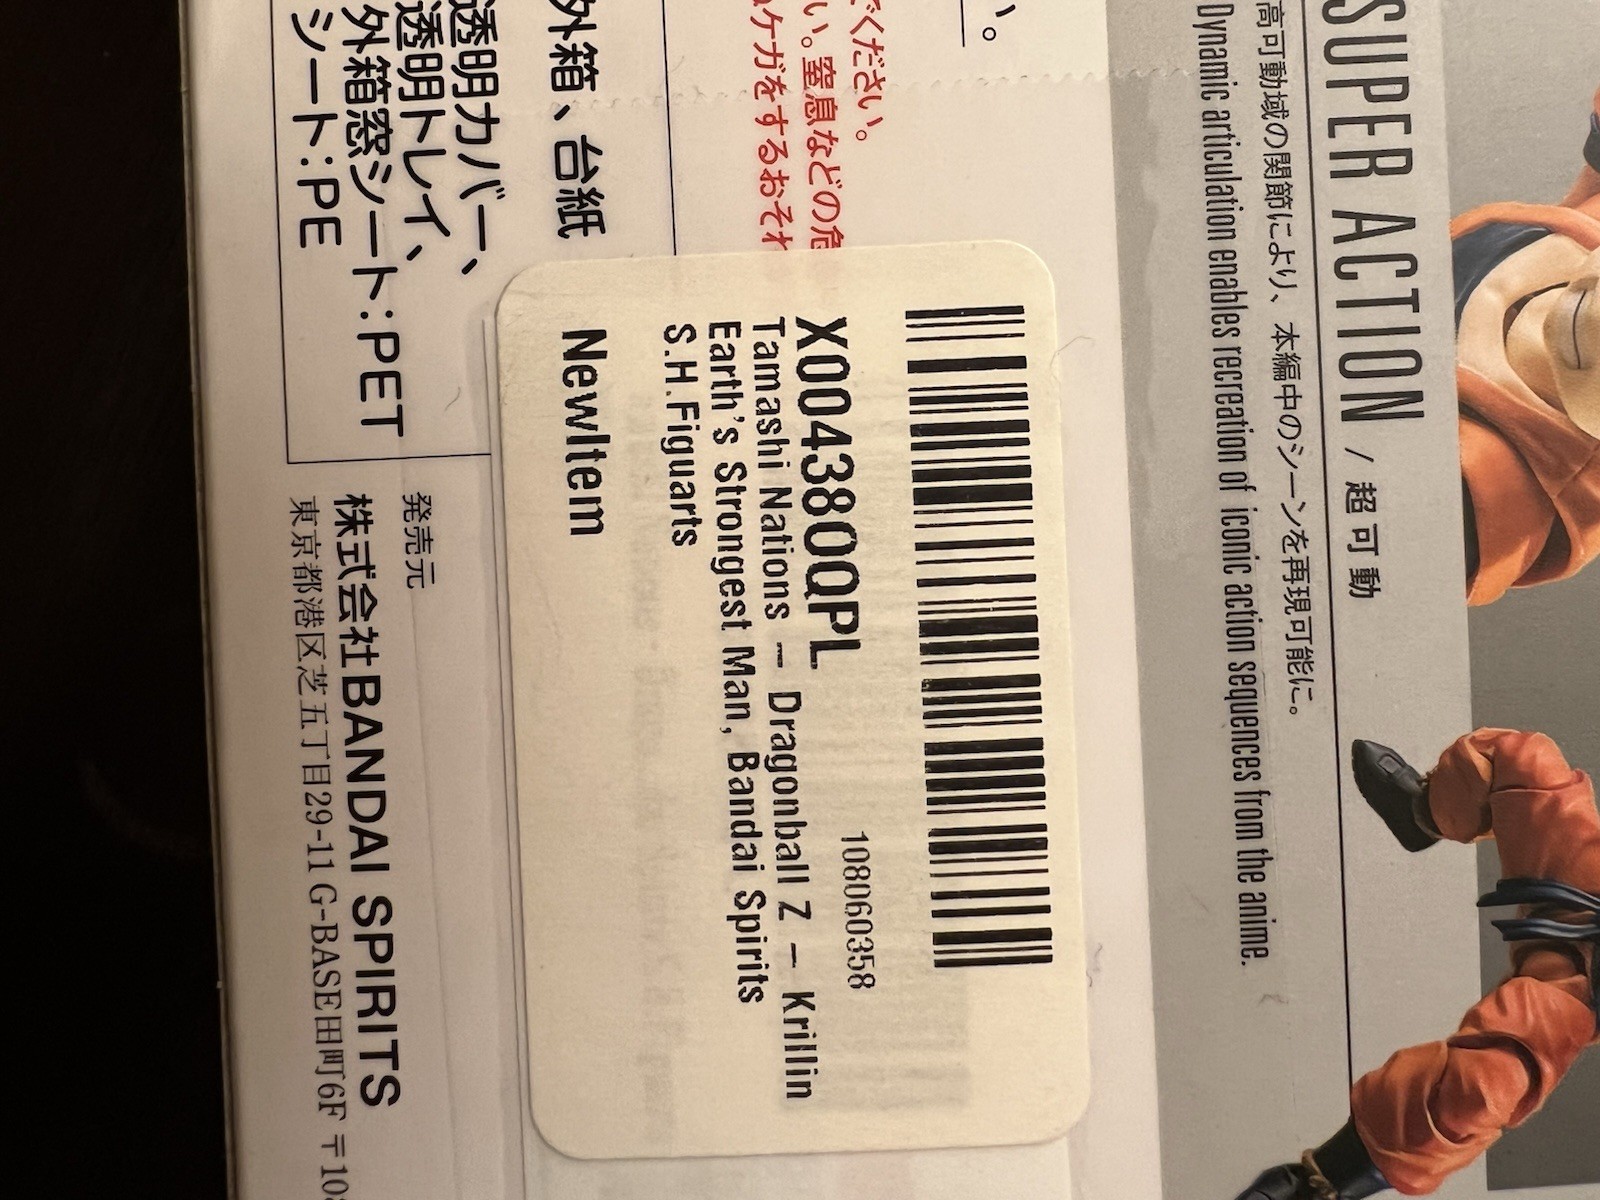 SUPER ACTION / 超可動
高可動域の関節により、本編中のシーンを再現可能に。
Dynamic articulation enables recreation of iconic action sequences from the anime.
い。
ください。
い。窒息などの危
ケガをするおそれ
外箱、台紙
透明カバー、
透明トレイ、
外箱窓シート:PET
シート:PE
X004380QPL
108060358
Tamashi Nations - Dragonball Z - Krillin
Earth's Strongest Man, Bandai Spirits
S.H.Figuarts
NewItem
発売元
株式会社BANDAI SPIRITS
東京都港区芝五丁目29-11 G-BASE田町6F 〒108